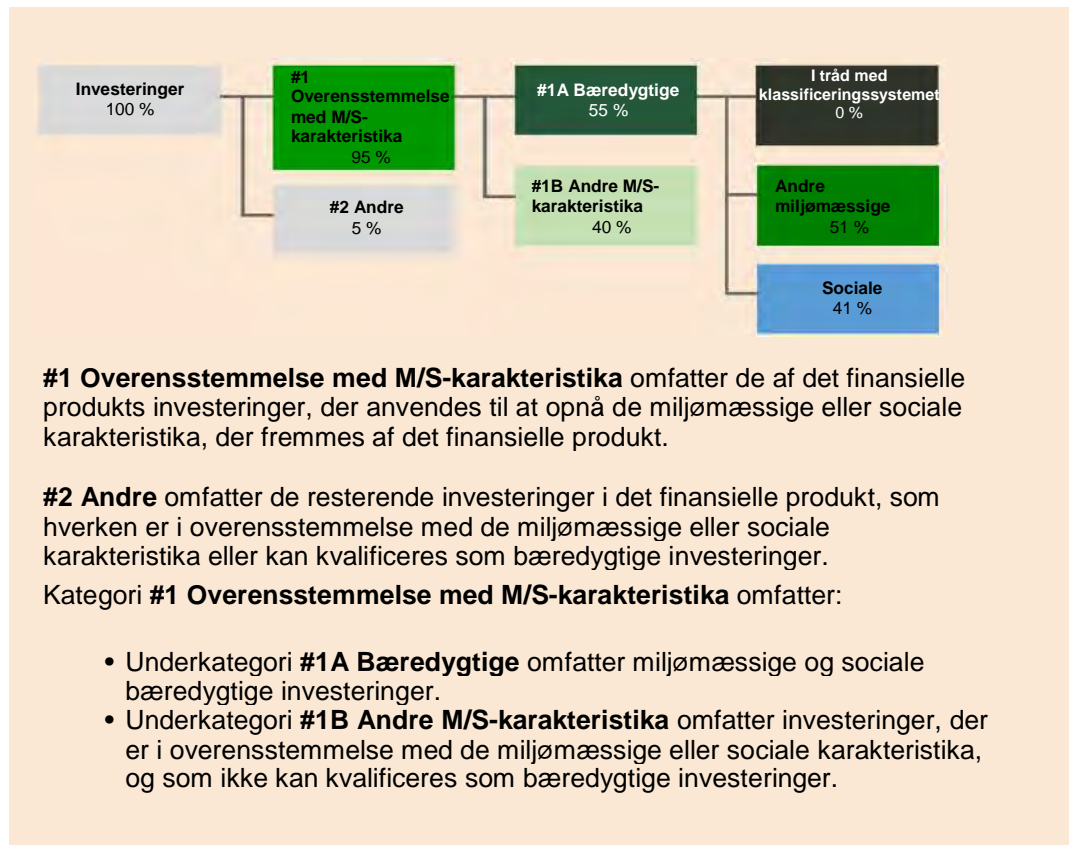 Investeringer
100 %
#1
Overensstemmelse
med M/S-
karakteristika
95 %
#2 Andre
5 %
#1A Bæredygtige
55 %
#1B Andre M/S-
karakteristika
40 %
I tråd med
klassificeringssystemet
0 %
Andre
miljømæssige
51 %
Sociale
41 %
#1 Overensstemmelse med M/S-karakteristika omfatter de af det finansielle
produkts investeringer, der anvendes til at opnå de miljømæssige eller sociale
karakteristika, der fremmes af det finansielle produkt.
#2 Andre omfatter de resterende investeringer i det finansielle produkt, som
hverken er i overensstemmelse med de miljømæssige eller sociale
karakteristika eller kan kvalificeres som bæredygtige investeringer.
Kategori #1 Overensstemmelse med M/S-karakteristika omfatter:
• Underkategori #1A Bæredygtige omfatter miljømæssige og sociale
bæredygtige investeringer.
• Underkategori #1B Andre M/S-karakteristika omfatter investeringer, der
er i overensstemmelse med de miljømæssige eller sociale karakteristika,
og som ikke kan kvalificeres som bæredygtige investeringer.